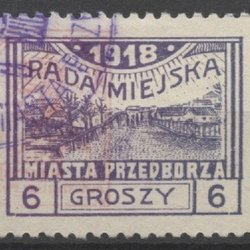 1918
RADA MIEJSKA
MIASTA PRZEDBORZA
6 GROSZY 6